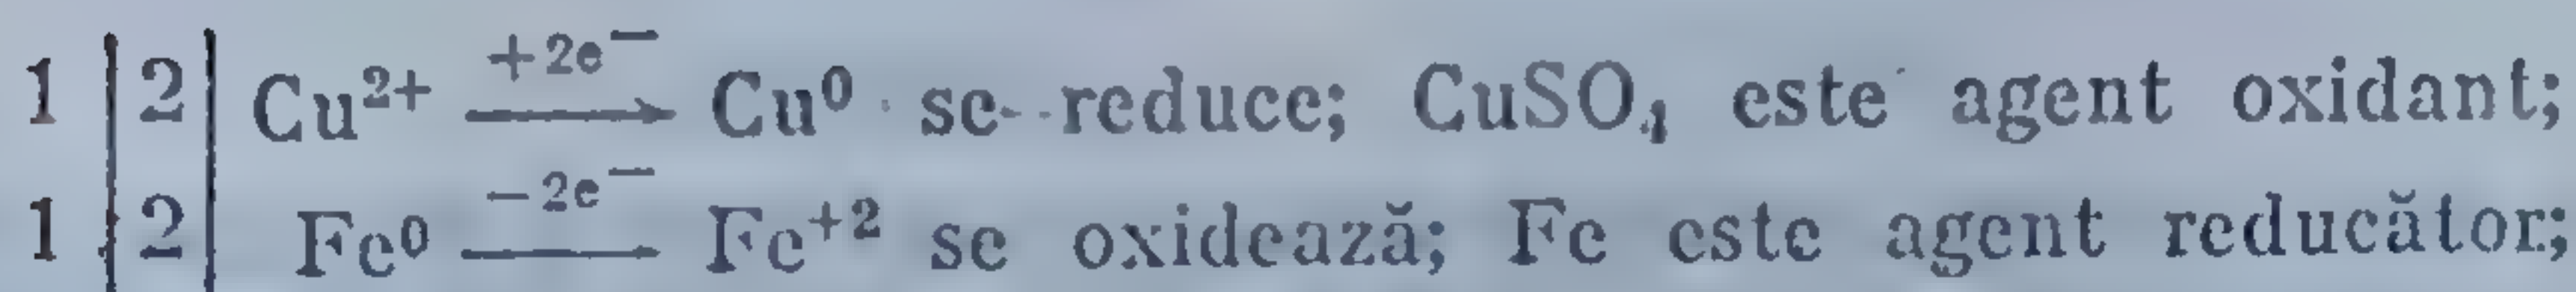 1 | 2 | Cu²⁺ +2e⁻ → Cu⁰ se reduce; CuSO₄ este agent oxidant;
1 | 2 | Fe⁰ −2e⁻ → Fe⁺² se oxidează; Fe este agent reducător;